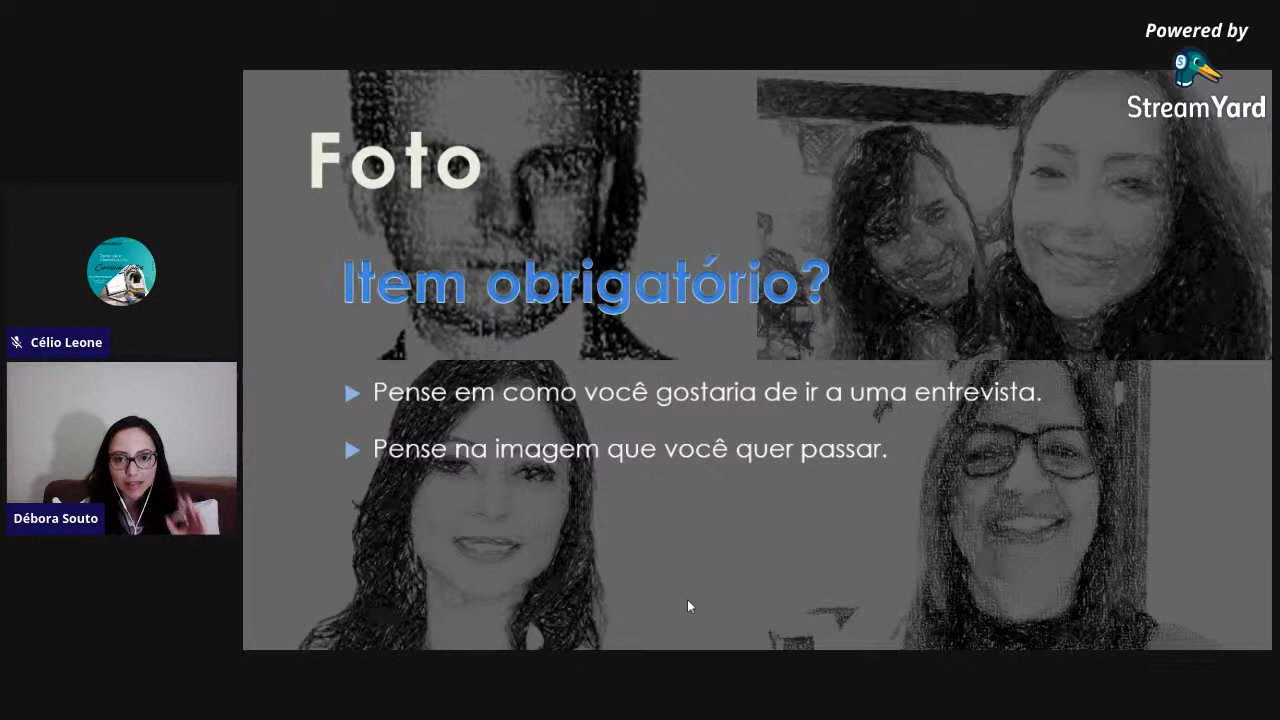 Powered by
StreamYard
Foto
Item obrigatório?
Pense em como você gostaria de ir a uma entrevista.
Pense na imagem que você quer passar.
Célio Leone
Débora Souto